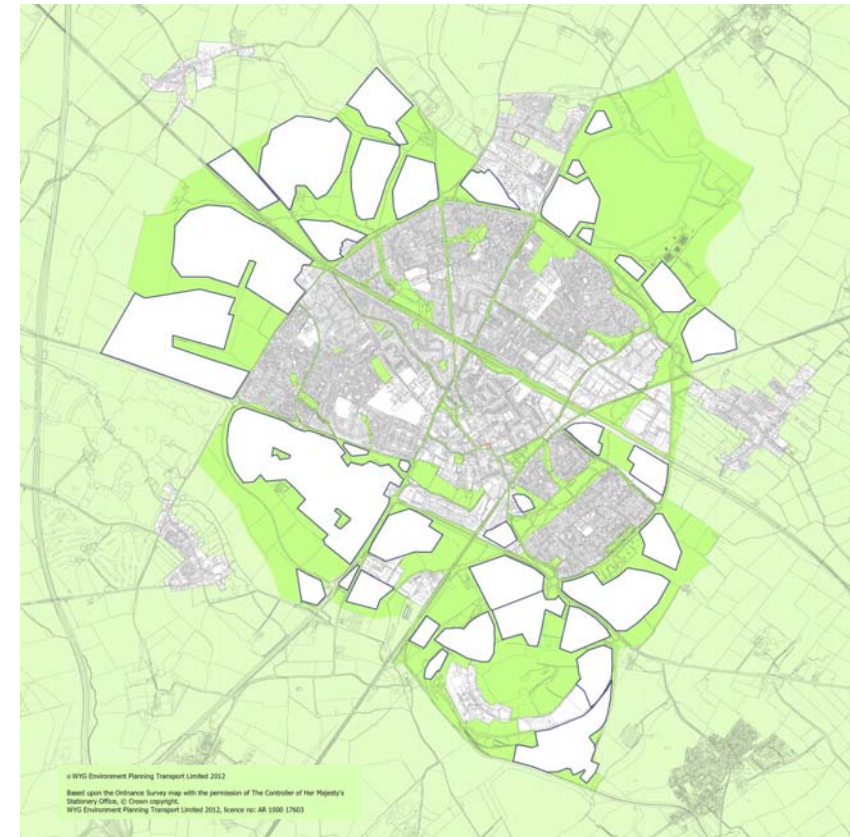 © WYG Environment Planning Transport Limited 2012
Based upon the Ordnance Survey map with the permission of The Controller of Her Majesty's
Stationery Office, © Crown copyright.
WYG Environment Planning Transport Limited 2012, licence no: AR 1000 17603